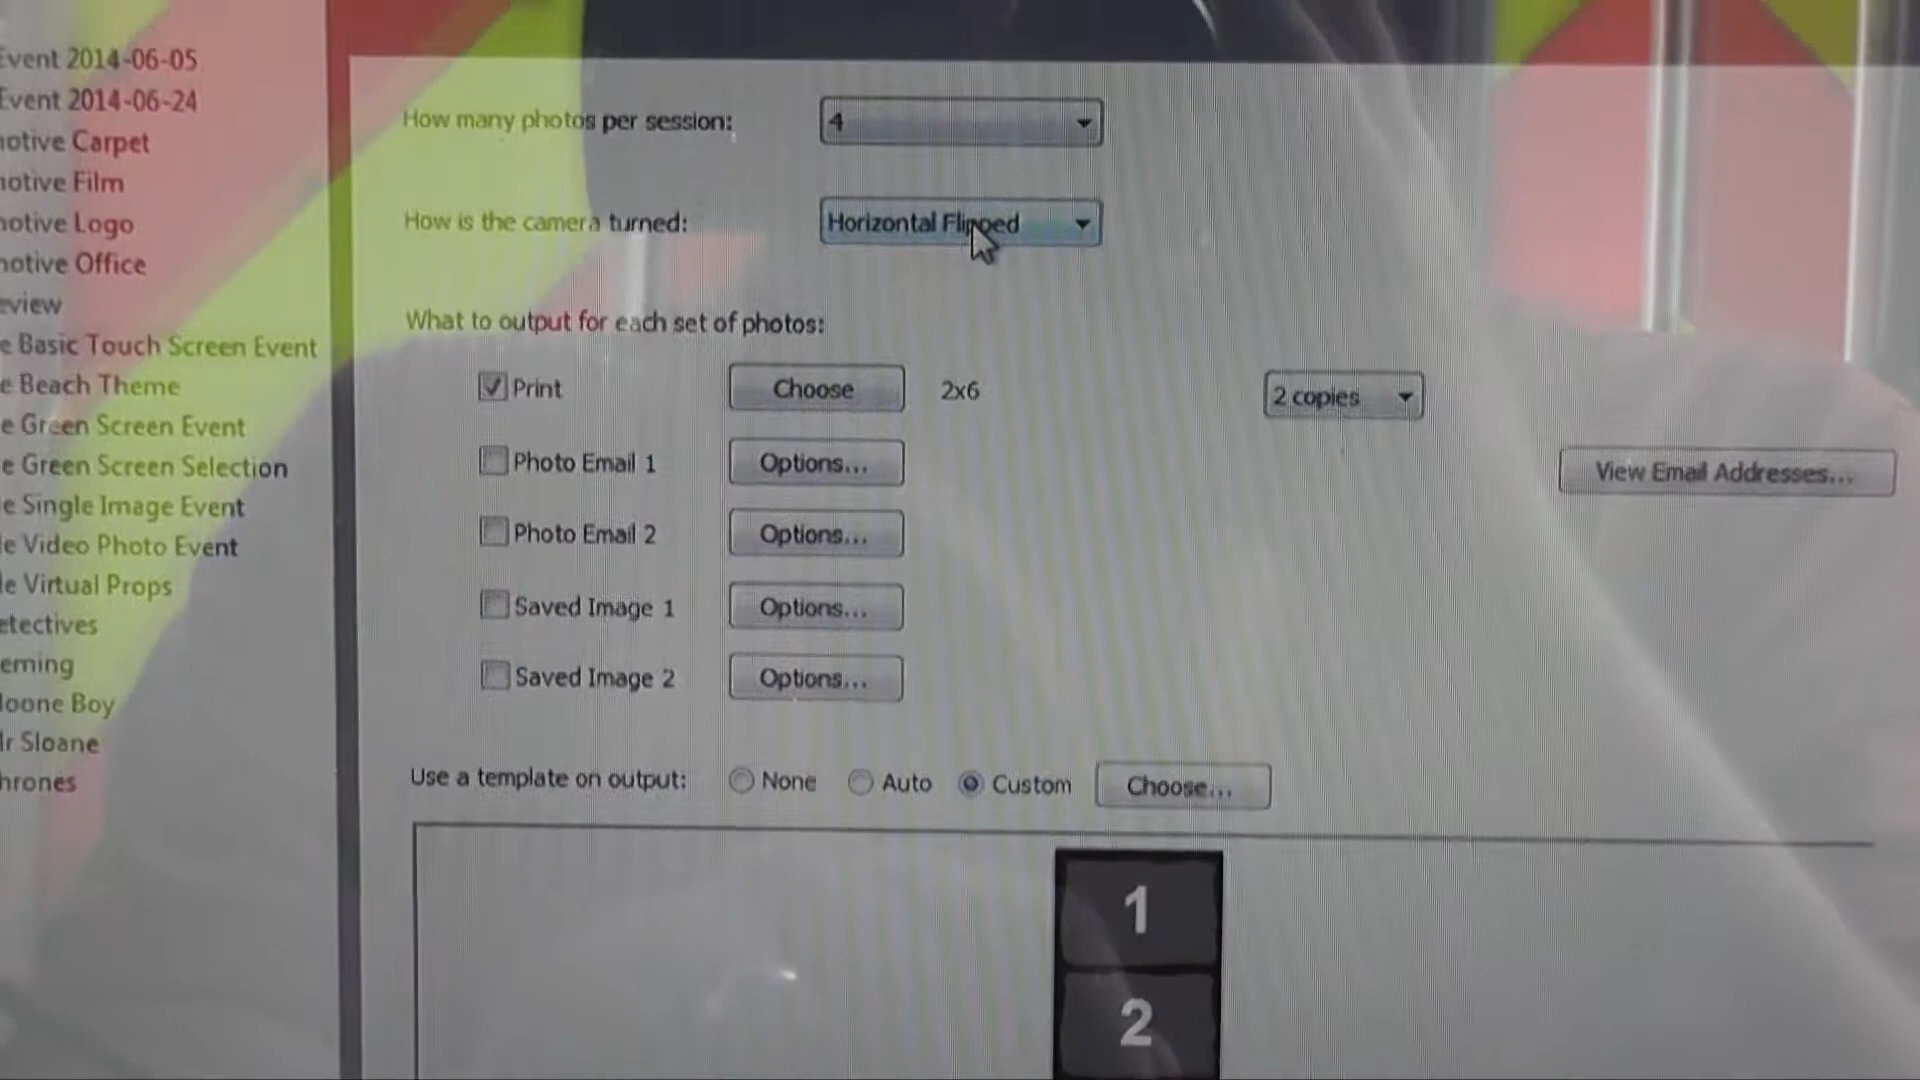 Event 2014-06-05
Event 2014-06-24
otive Carpet
otive Film
otive Logo
otive Office
eview
e Basic Touch Screen Event
e Beach Theme
e Green Screen Event
e Green Screen Selection
e Single Image Event
le Video Photo Event
le Virtual Props
etectives
eming
loone Boy
Ir Sloane
hrones
How many photos per session:
4
How is the camera turned:
Horizontal Flipped
What to output for each set of photos:
Print
Choose
2x6
2 copies
Photo Email 1
Options...
View Email Addresses...
Photo Email 2
Options...
Saved Image 1
Options...
Saved Image 2
Options...
Use a template on output:
None
Auto
Custom
Choose...
1
2